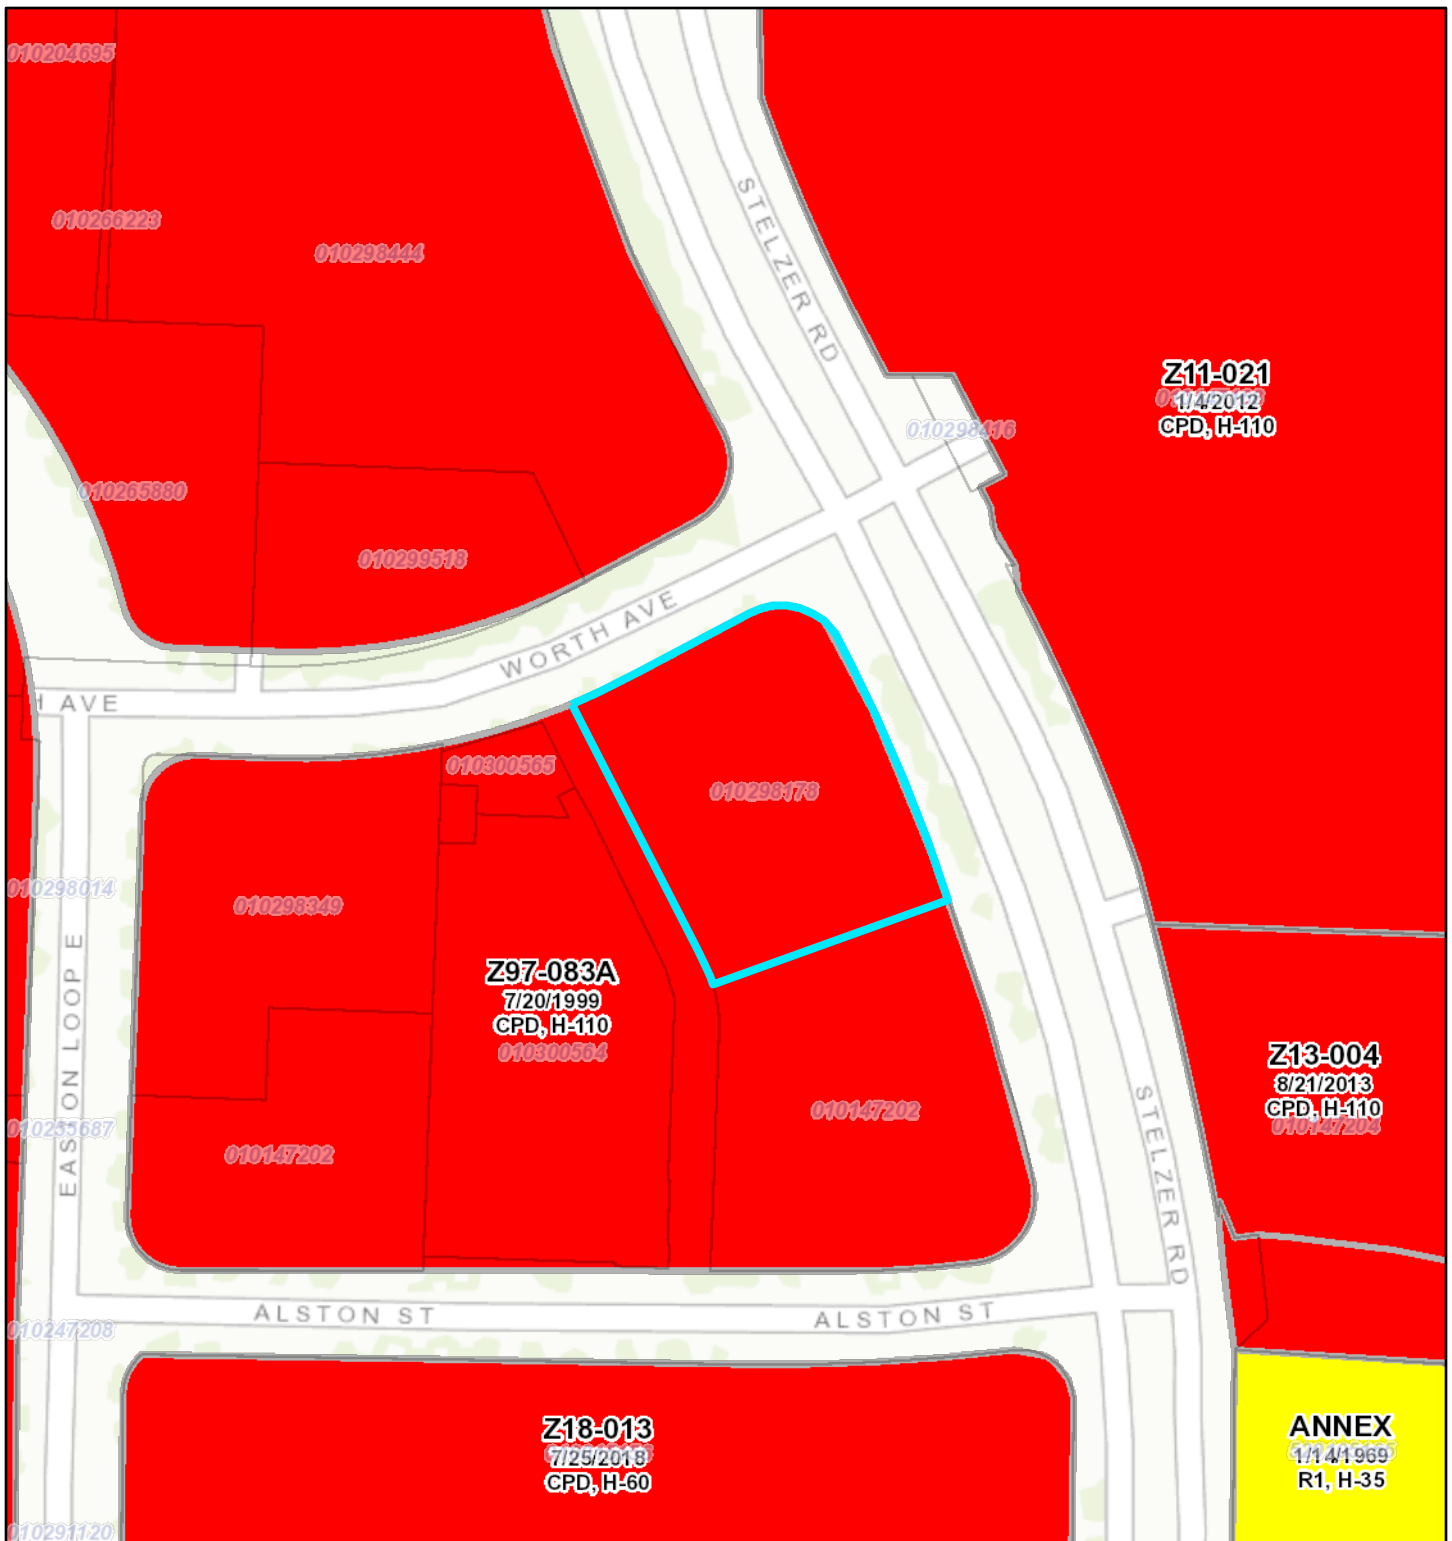 010204695
010266223
010298444
STELZER RD
Z11-021
1/4/2012
CPD, H-110
010298416
010265880
010299518
WORTH AVE
H AVE
010300565
010298178
010298014
010298349
EASTON LOOP E
Z97-083A
7/20/1999
CPD, H-110
010300564
Z13-004
8/21/2013
CPD, H-110
010147204
010147202
STELZER RD
010255687
010147202
ALSTON ST
ALSTON ST
010247208
Z18-013
7/25/2018
CPD, H-60
ANNEX
1/14/1969
R1, H-35
010291120